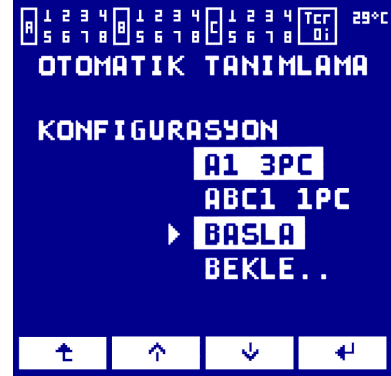 A 1 2 3 4 B 1 2 3 4 C 1 2 3 4 Tcr 29°C
5 6 7 8 5 6 7 8 5 6 7 8 0i
OTOMATIK TANIMLAMA
KONFIGURASYON
A1 3PC
ABC1 1PC
BASLA
BEKLE..